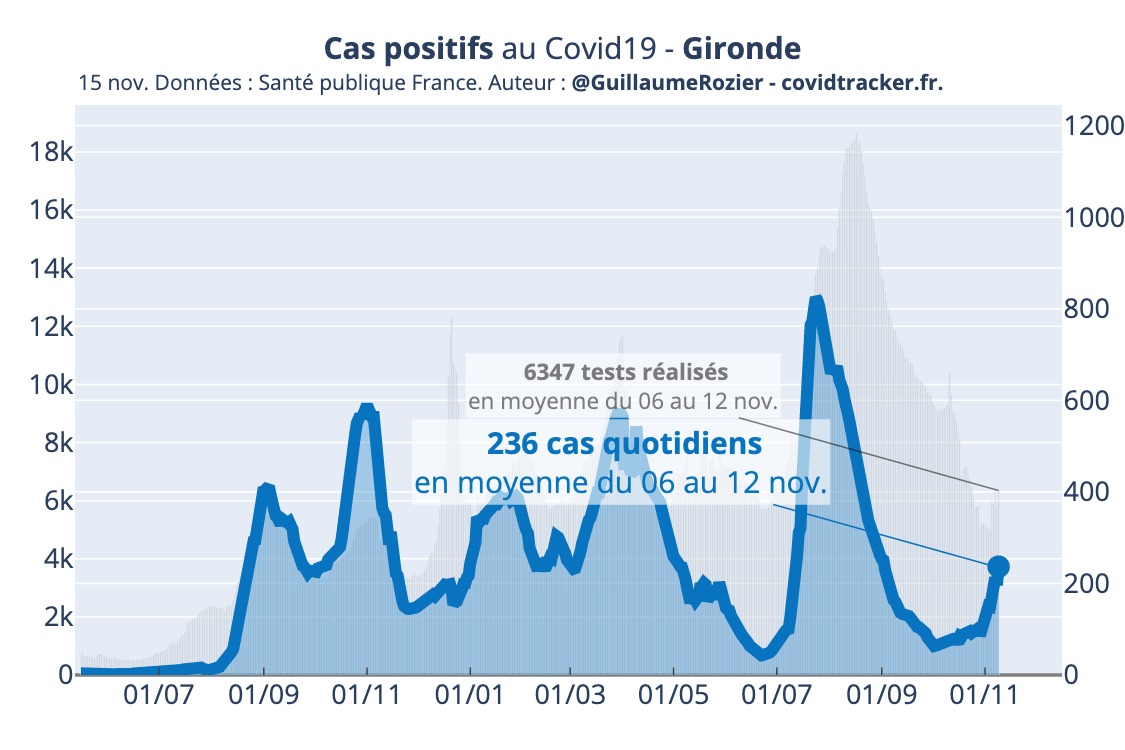 Cas positifs au Covid19 - Gironde
15 nov. Données : Santé publique France. Auteur : @GuillaumeRozier - covidtracker.fr.
18k
16k
14k
12k
10k
8k
6k
4k
2k
0
1200
1000
800
600
400
200
0
6347 tests réalisés
en moyenne du 06 au 12 nov.
236 cas quotidiens
en moyenne du 06 au 12 nov.
01/07 01/09 01/11 01/01 01/03 01/05 01/07 01/09 01/11